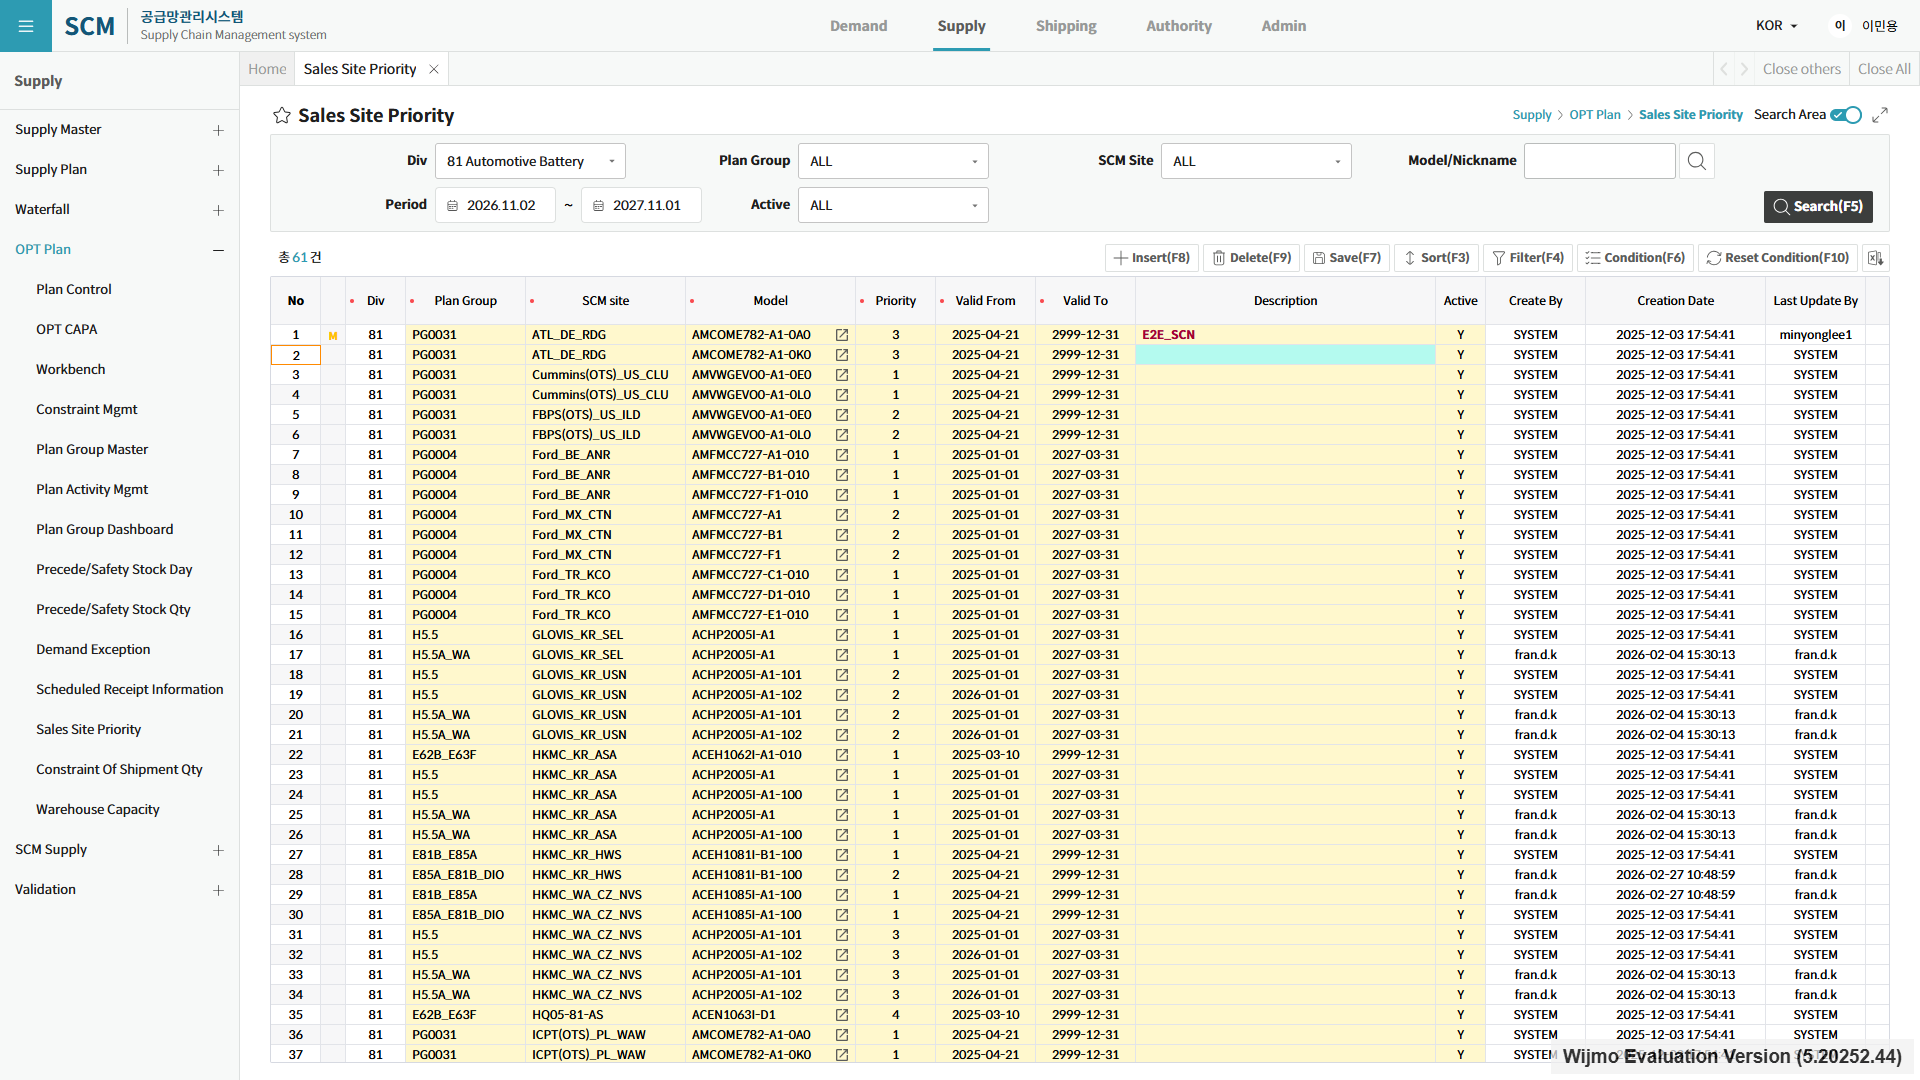 SCM 공급망관리시스템 Supply Chain Management system
Demand Supply Shipping Authority Admin
KOR 이 이민용
Supply
Supply Master
Supply Plan
Waterfall
OPT Plan
Plan Control
OPT CAPA
Workbench
Constraint Mgmt
Plan Group Master
Plan Activity Mgmt
Plan Group Dashboard
Precede/Safety Stock Day
Precede/Safety Stock Qty
Demand Exception
Scheduled Receipt Information
Sales Site Priority
Constraint Of Shipment Qty
Warehouse Capacity
SCM Supply
Validation
Home Sales Site Priority Close others Close All
Sales Site Priority
Supply > OPT Plan > Sales Site Priority Search Area
Div 81 Automotive Battery Plan Group ALL SCM Site ALL Model/Nickname
Period 2026.11.02 ~ 2027.11.01 Active ALL Search(F5)
총 61 건
Insert(F8) Delete(F9) Save(F7) Sort(F3) Filter(F4) Condition(F6) Reset Condition(F10)
No Div Plan Group SCM site Model Priority Valid From Valid To Description Active Create By Creation Date Last Update By
1 M 81 PG0031 ATL_DE_RDG AMCOME782-A1-0A0 3 2025-04-21 2999-12-31 E2E_SCN Y SYSTEM 2025-12-03 17:54:41 minyonglee1
2 81 PG0031 ATL_DE_RDG AMCOME782-A1-0K0 3 2025-04-21 2999-12-31 Y SYSTEM 2025-12-03 17:54:41 SYSTEM
3 81 PG0031 Cummins(OTS)_US_CLU AMVWGEVO0-A1-0E0 1 2025-04-21 2999-12-31 Y SYSTEM 2025-12-03 17:54:41 SYSTEM
4 81 PG0031 Cummins(OTS)_US_CLU AMVWGEVO0-A1-0L0 1 2025-04-21 2999-12-31 Y SYSTEM 2025-12-03 17:54:41 SYSTEM
5 81 PG0031 FBPS(OTS)_US_ILD AMVWGEVO0-A1-0E0 2 2025-04-21 2999-12-31 Y SYSTEM 2025-12-03 17:54:41 SYSTEM
6 81 PG0031 FBPS(OTS)_US_ILD AMVWGEVO0-A1-0L0 2 2025-04-21 2999-12-31 Y SYSTEM 2025-12-03 17:54:41 SYSTEM
7 81 PG0004 Ford_BE_ANR AMFMCC727-A1-010 1 2025-01-01 2027-03-31 Y SYSTEM 2025-12-03 17:54:41 SYSTEM
8 81 PG0004 Ford_BE_ANR AMFMCC727-B1-010 1 2025-01-01 2027-03-31 Y SYSTEM 2025-12-03 17:54:41 SYSTEM
9 81 PG0004 Ford_BE_ANR AMFMCC727-F1-010 1 2025-01-01 2027-03-31 Y SYSTEM 2025-12-03 17:54:41 SYSTEM
10 81 PG0004 Ford_MX_CTN AMFMCC727-A1 2 2025-01-01 2027-03-31 Y SYSTEM 2025-12-03 17:54:41 SYSTEM
11 81 PG0004 Ford_MX_CTN AMFMCC727-B1 2 2025-01-01 2027-03-31 Y SYSTEM 2025-12-03 17:54:41 SYSTEM
12 81 PG0004 Ford_MX_CTN AMFMCC727-F1 2 2025-01-01 2027-03-31 Y SYSTEM 2025-12-03 17:54:41 SYSTEM
13 81 PG0004 Ford_TR_KCO AMFMCC727-C1-010 1 2025-01-01 2027-03-31 Y SYSTEM 2025-12-03 17:54:41 SYSTEM
14 81 PG0004 Ford_TR_KCO AMFMCC727-D1-010 1 2025-01-01 2027-03-31 Y SYSTEM 2025-12-03 17:54:41 SYSTEM
15 81 PG0004 Ford_TR_KCO AMFMCC727-E1-010 1 2025-01-01 2027-03-31 Y SYSTEM 2025-12-03 17:54:41 SYSTEM
16 81 H5.5 GLOVIS_KR_SEL ACHP2005I-A1 1 2025-01-01 2027-03-31 Y SYSTEM 2025-12-03 17:54:41 SYSTEM
17 81 H5.5A_WA GLOVIS_KR_SEL ACHP2005I-A1 1 2025-01-01 2027-03-31 Y fran.d.k 2026-02-04 15:30:13 fran.d.k
18 81 H5.5 GLOVIS_KR_USN ACHP2005I-A1-101 2 2025-01-01 2027-03-31 Y SYSTEM 2025-12-03 17:54:41 SYSTEM
19 81 H5.5 GLOVIS_KR_USN ACHP2005I-A1-102 2 2026-01-01 2027-03-31 Y SYSTEM 2025-12-03 17:54:41 SYSTEM
20 81 H5.5A_WA GLOVIS_KR_USN ACHP2005I-A1-101 2 2025-01-01 2027-03-31 Y fran.d.k 2026-02-04 15:30:13 fran.d.k
21 81 H5.5A_WA GLOVIS_KR_USN ACHP2005I-A1-102 2 2026-01-01 2027-03-31 Y fran.d.k 2026-02-04 15:30:13 fran.d.k
22 81 E62B_E63F HKMC_KR_ASA ACEH1062I-A1-010 1 2025-03-10 2999-12-31 Y SYSTEM 2025-12-03 17:54:41 SYSTEM
23 81 H5.5 HKMC_KR_ASA ACHP2005I-A1 1 2025-01-01 2027-03-31 Y SYSTEM 2025-12-03 17:54:41 SYSTEM
24 81 H5.5 HKMC_KR_ASA ACHP2005I-A1-100 1 2025-01-01 2027-03-31 Y SYSTEM 2025-12-03 17:54:41 SYSTEM
25 81 H5.5A_WA HKMC_KR_ASA ACHP2005I-A1 1 2025-01-01 2027-03-31 Y fran.d.k 2026-02-04 15:30:13 fran.d.k
26 81 H5.5A_WA HKMC_KR_ASA ACHP2005I-A1-100 1 2025-01-01 2027-03-31 Y fran.d.k 2026-02-04 15:30:13 fran.d.k
27 81 E81B_E85A HKMC_KR_HWS ACEH1081I-B1-100 1 2025-04-21 2999-12-31 Y SYSTEM 2025-12-03 17:54:41 SYSTEM
28 81 E85A_E81B_DIO HKMC_KR_HWS ACEH1081I-B1-100 2 2025-04-21 2999-12-31 Y fran.d.k 2026-02-27 10:48:59 fran.d.k
29 81 E81B_E85A HKMC_WA_CZ_NVS ACEH1085I-A1-100 1 2025-04-21 2999-12-31 Y fran.d.k 2026-02-27 10:48:59 fran.d.k
30 81 E85A_E81B_DIO HKMC_WA_CZ_NVS ACEH1085I-A1-100 1 2025-04-21 2999-12-31 Y SYSTEM 2025-12-03 17:54:41 SYSTEM
31 81 H5.5 HKMC_WA_CZ_NVS ACHP2005I-A1-101 3 2025-01-01 2027-03-31 Y SYSTEM 2025-12-03 17:54:41 SYSTEM
32 81 H5.5 HKMC_WA_CZ_NVS ACHP2005I-A1-102 3 2026-01-01 2027-03-31 Y SYSTEM 2025-12-03 17:54:41 SYSTEM
33 81 H5.5A_WA HKMC_WA_CZ_NVS ACHP2005I-A1-101 3 2025-01-01 2027-03-31 Y fran.d.k 2026-02-04 15:30:13 fran.d.k
34 81 H5.5A_WA HKMC_WA_CZ_NVS ACHP2005I-A1-102 3 2026-01-01 2027-03-31 Y fran.d.k 2026-02-04 15:30:13 fran.d.k
35 81 E62B_E63F HQ05-81-AS ACEN1063I-D1 4 2025-03-10 2999-12-31 Y SYSTEM 2025-12-03 17:54:41 SYSTEM
36 81 PG0031 ICPT(OTS)_PL_WAW AMCOME782-A1-0A0 1 2025-04-21 2999-12-31 Y SYSTEM 2025-12-03 17:54:41 SYSTEM
37 81 PG0031 ICPT(OTS)_PL_WAW AMCOME782-A1-0K0 1 2025-04-21 2999-12-31 Y SYSTEM
Wijmo Evaluation Version (5.20252.44)